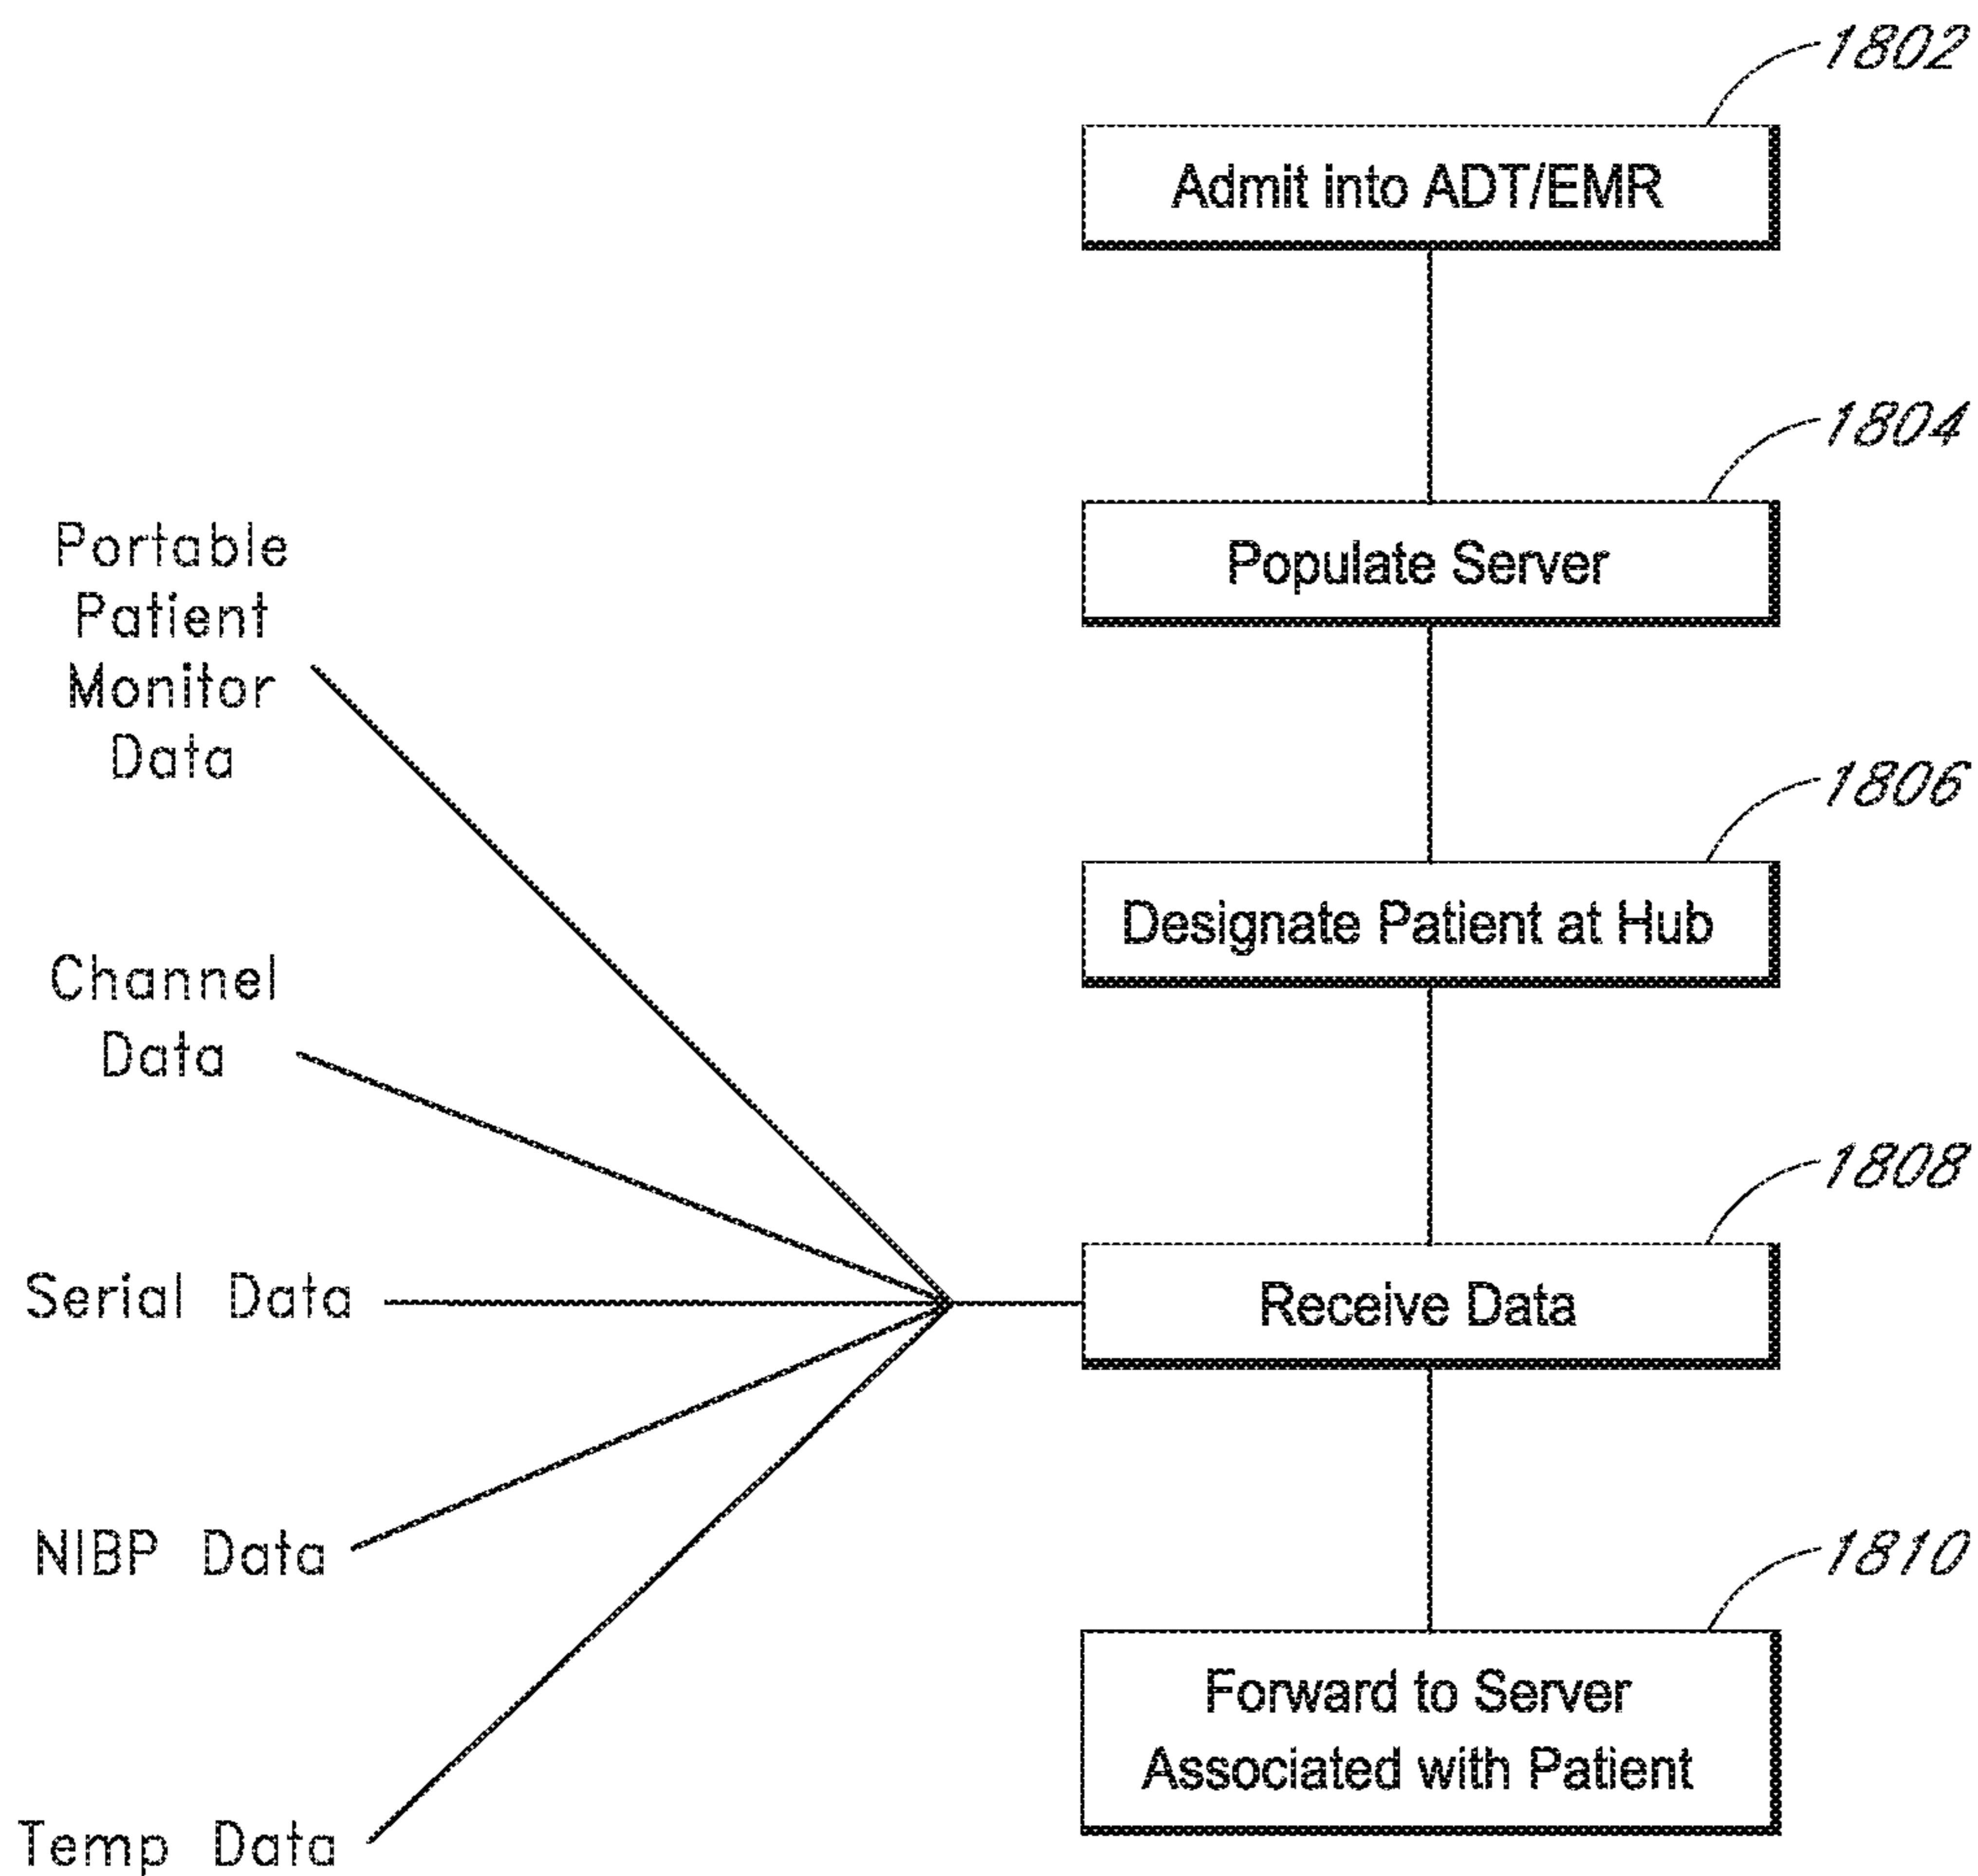 1802
Admit into ADT/EMR
1804
Populate Server
Portable
Patient
Monitor
Data
1806
Designate Patient at Hub
Channel
Data
1808
Serial Data
Receive Data
NIBP Data
1810
Forward to Server
Associated with Patient
Temp Data